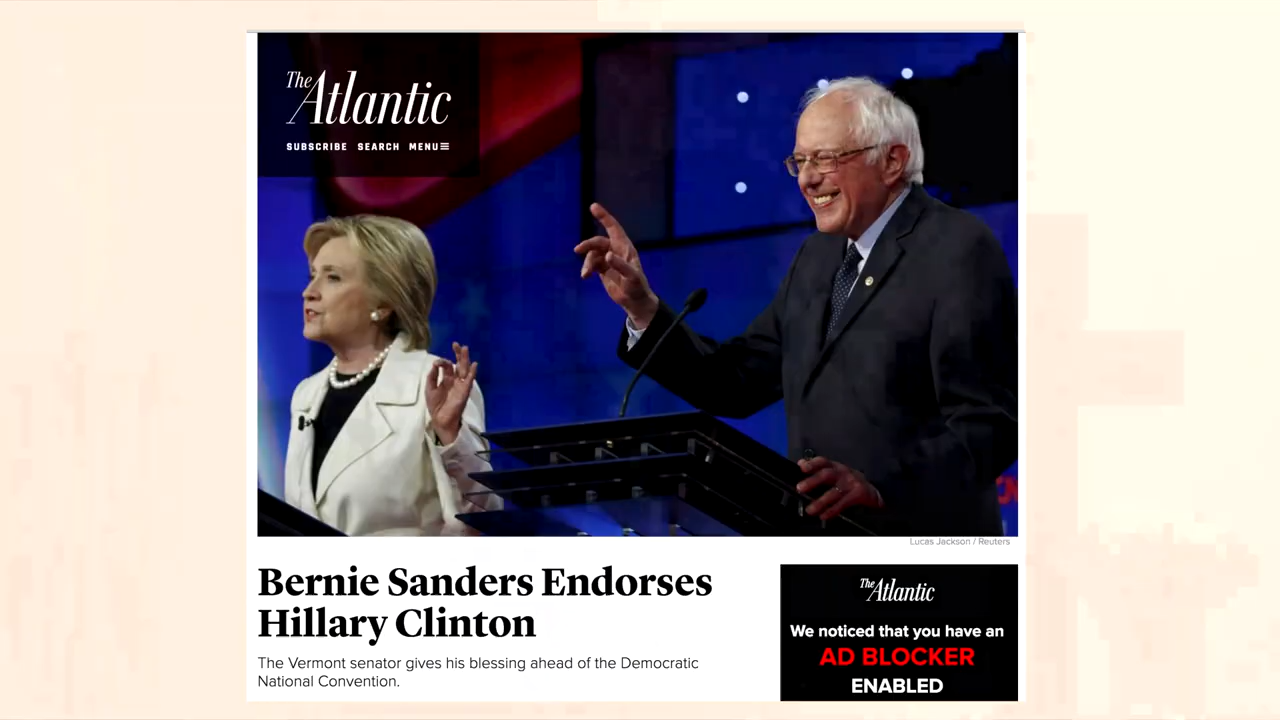 The Atlantic
SUBSCRIBE SEARCH MENU
Lucas Jackson / Reuters
Bernie Sanders Endorses
Hillary Clinton
The Vermont senator gives his blessing ahead of the Democratic
National Convention.
The Atlantic
We noticed that you have an
AD BLOCKER
ENABLED